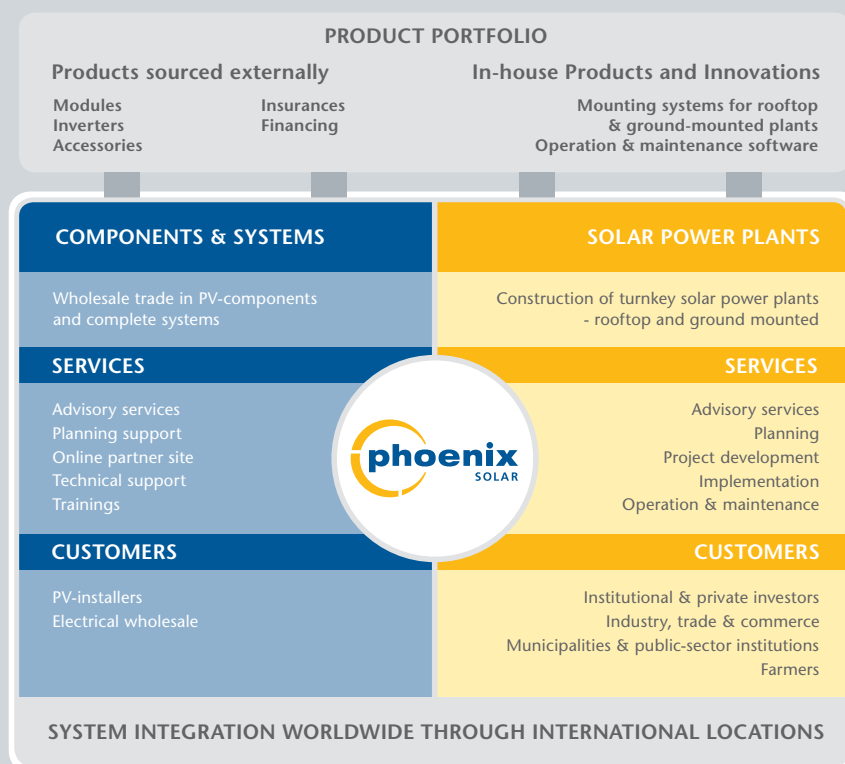 PRODUCT PORTFOLIO
Products sourced externally
Modules
Inverters
Accessories
Insurances
Financing
In-house Products and Innovations
Mounting systems for rooftop
& ground-mounted plants
Operation & maintenance software
COMPONENTS & SYSTEMS
Wholesale trade in PV-components
and complete systems
SERVICES
Advisory services
Planning support
Online partner site
Technical support
Trainings
CUSTOMERS
PV-installers
Electrical wholesale
phoenix
SOLAR
SOLAR POWER PLANTS
Construction of turnkey solar power plants
- rooftop and ground mounted
SERVICES
Advisory services
Planning
Project development
Implementation
Operation & maintenance
CUSTOMERS
Institutional & private investors
Industry, trade & commerce
Municipalities & public-sector institutions
Farmers
SYSTEM INTEGRATION WORLDWIDE THROUGH INTERNATIONAL LOCATIONS